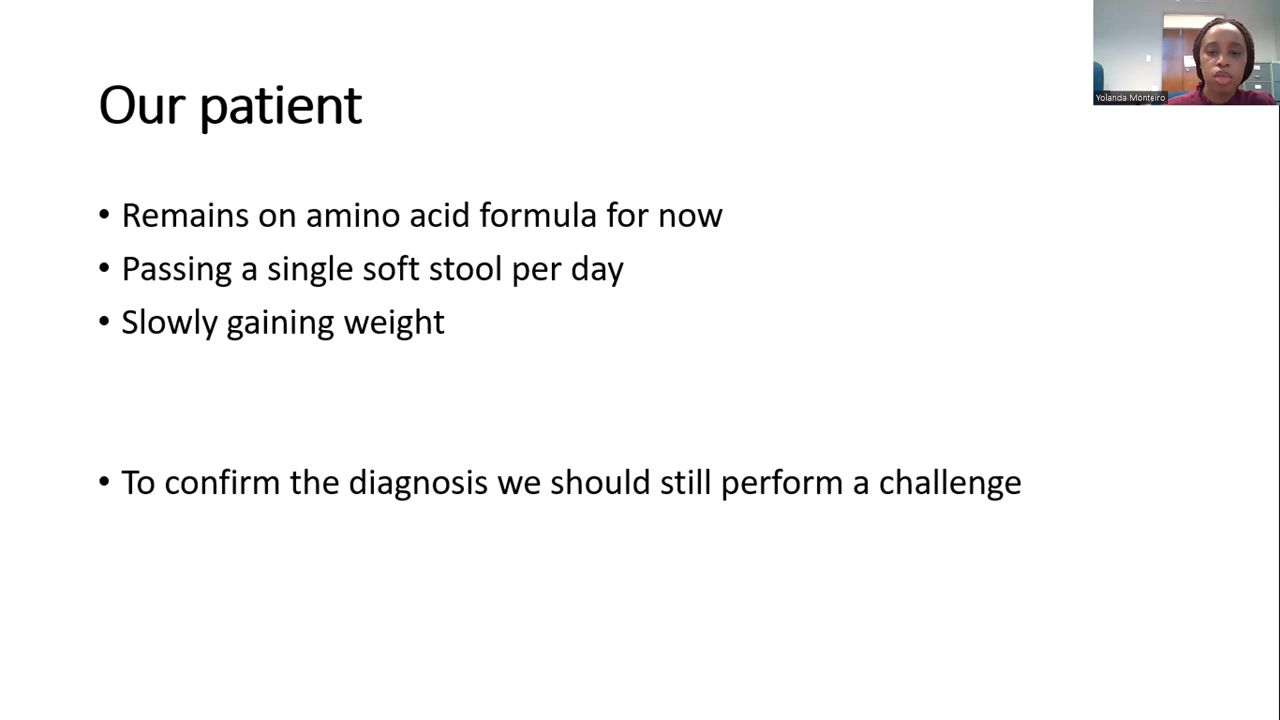 Yolanda Monteiro
Our patient
• Remains on amino acid formula for now
• Passing a single soft stool per day
• Slowly gaining weight
• To confirm the diagnosis we should still perform a challenge